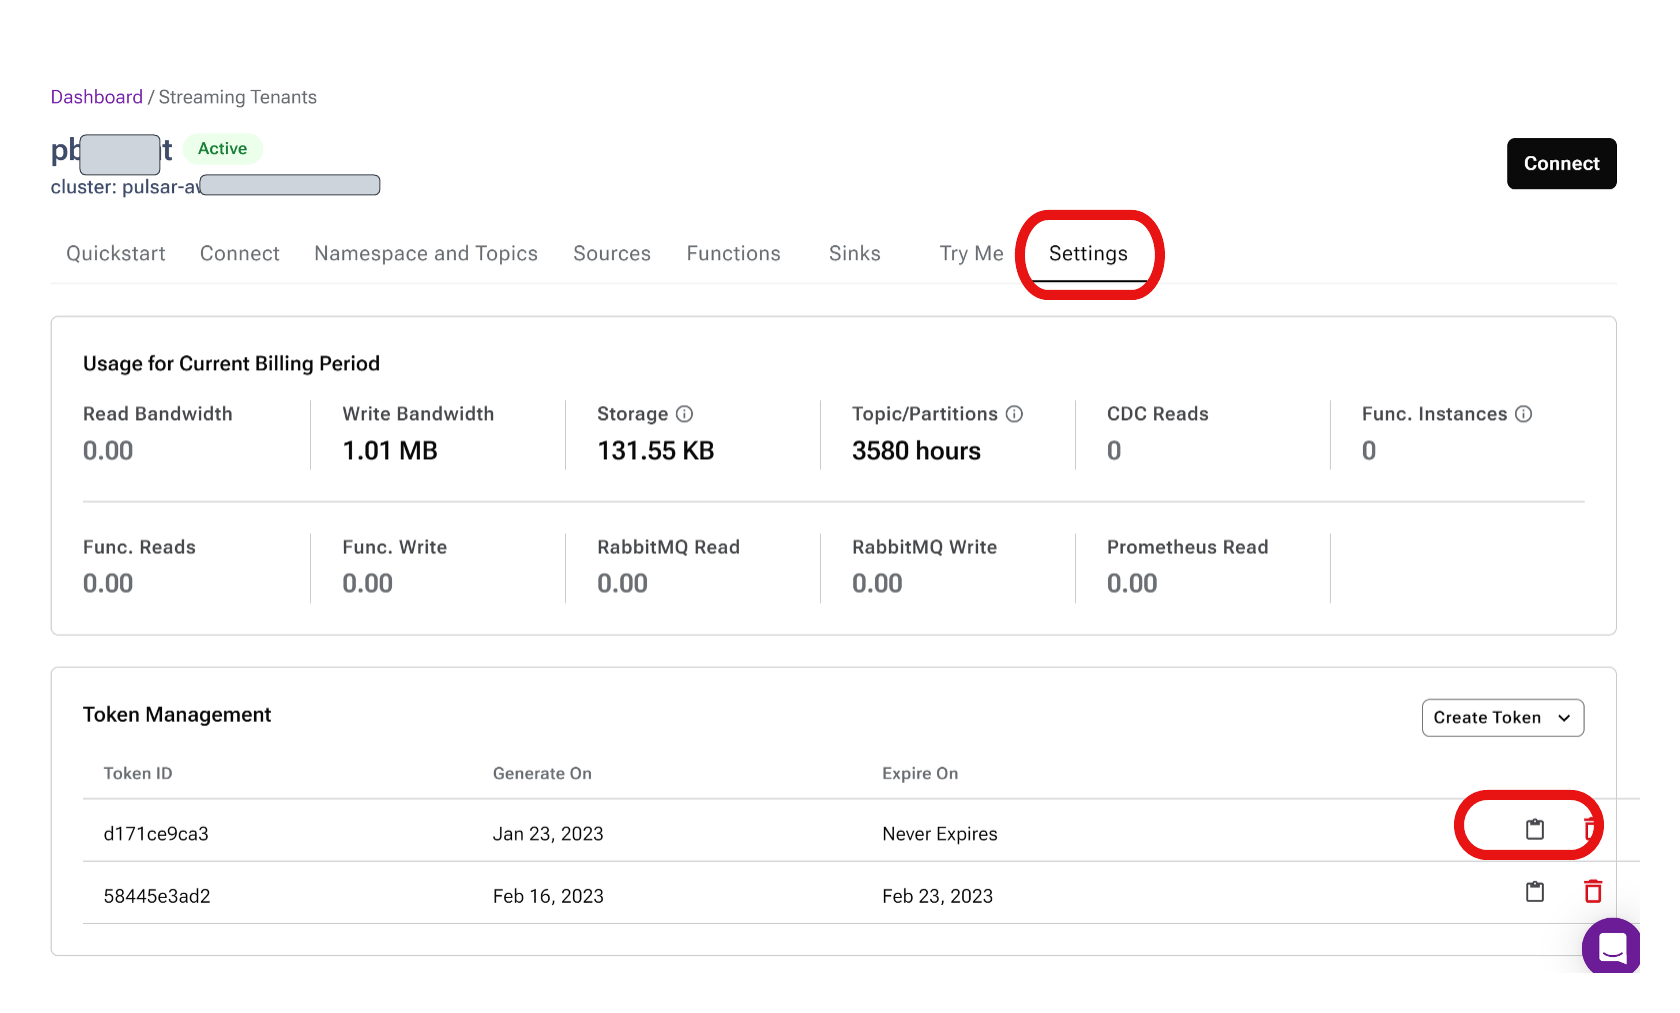 Dashboard / Streaming Tenants
Active
Connect
cluster:
Quickstart Connect Namespace and Topics Sources Functions Sinks Try Me Settings
Usage for Current Billing Period
Read Bandwidth Write Bandwidth Storage Topic/Partitions CDC Reads Func. Instances
0.00 1.01 MB 131.55 KB 3580 hours 0 0
Func. Reads Func. Write RabbitMQ Read RabbitMQ Write Prometheus Read
0.00 0.00 0.00 0.00 0.00
Token Management
Create Token
Token ID Generate On Expire On
d171ce9ca3 Jan 23, 2023 Never Expires
58445e3ad2 Feb 16, 2023 Feb 23, 2023